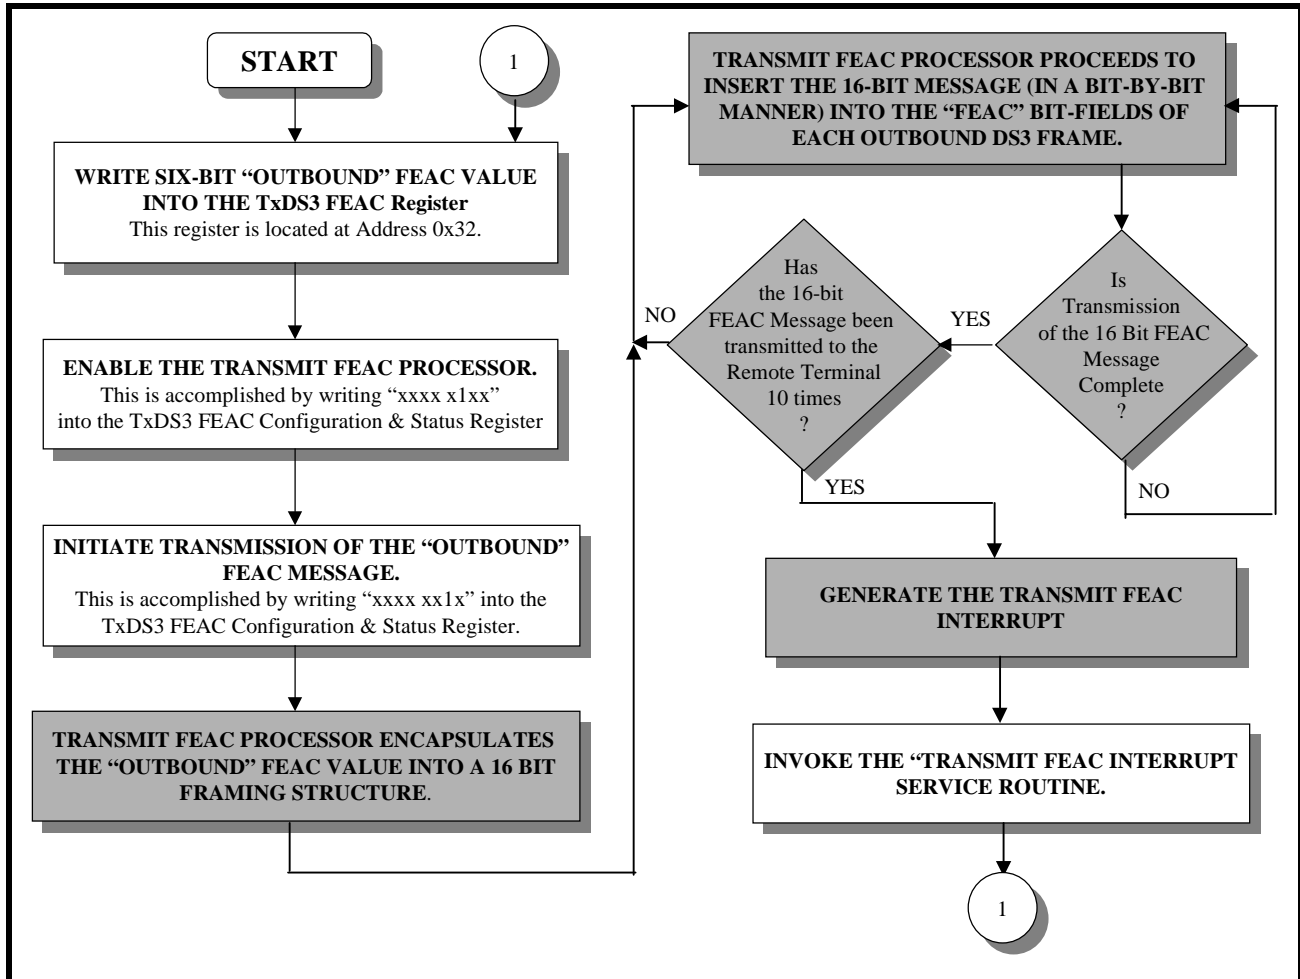 START
1
WRITE SIX-BIT “OUTBOUND” FEAC VALUE
INTO THE TxDS3 FEAC Register
This register is located at Address 0x32.
ENABLE THE TRANSMIT FEAC PROCESSOR.
This is accomplished by writing “xxxx x1xx”
into the TxDS3 FEAC Configuration & Status Register
INITIATE TRANSMISSION OF THE “OUTBOUND”
FEAC MESSAGE.
This is accomplished by writing “xxxx xx1x” into the
TxDS3 FEAC Configuration & Status Register.
TRANSMIT FEAC PROCESSOR ENCAPSULATES
THE “OUTBOUND” FEAC VALUE INTO A 16 BIT
FRAMING STRUCTURE.
TRANSMIT FEAC PROCESSOR PROCEEDS TO
INSERT THE 16-BIT MESSAGE (IN A BIT-BY-BIT
MANNER) INTO THE “FEAC” BIT-FIELDS OF
EACH OUTBOUND DS3 FRAME.
Is
Transmission
of the 16 Bit FEAC
Message
Complete
?
NO
YES
Has
the 16-bit
FEAC Message been
transmitted to the
Remote Terminal
10 times
?
NO
YES
GENERATE THE TRANSMIT FEAC
INTERRUPT
INVOKE THE “TRANSMIT FEAC INTERRUPT
SERVICE ROUTINE.
1